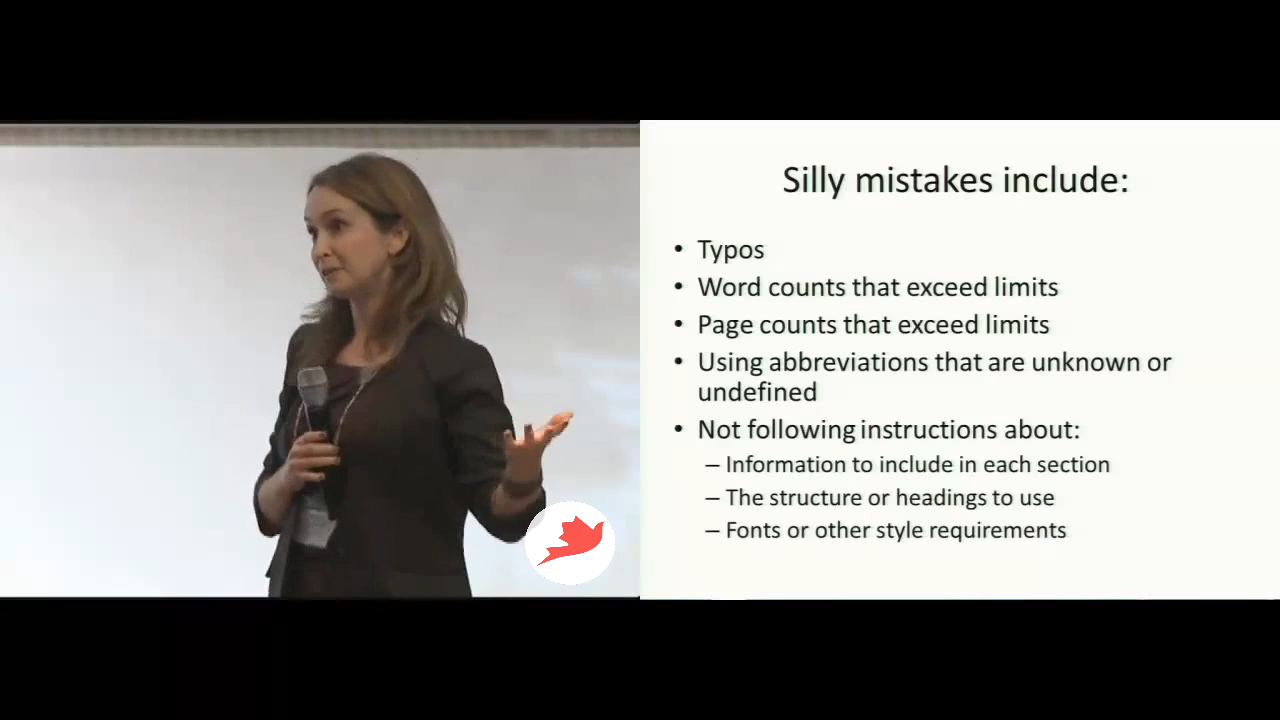 Silly mistakes include:
• Typos
• Word counts that exceed limits
• Page counts that exceed limits
• Using abbreviations that are unknown or
undefined
• Not following instructions about:
– Information to include in each section
– The structure or headings to use
– Fonts or other style requirements